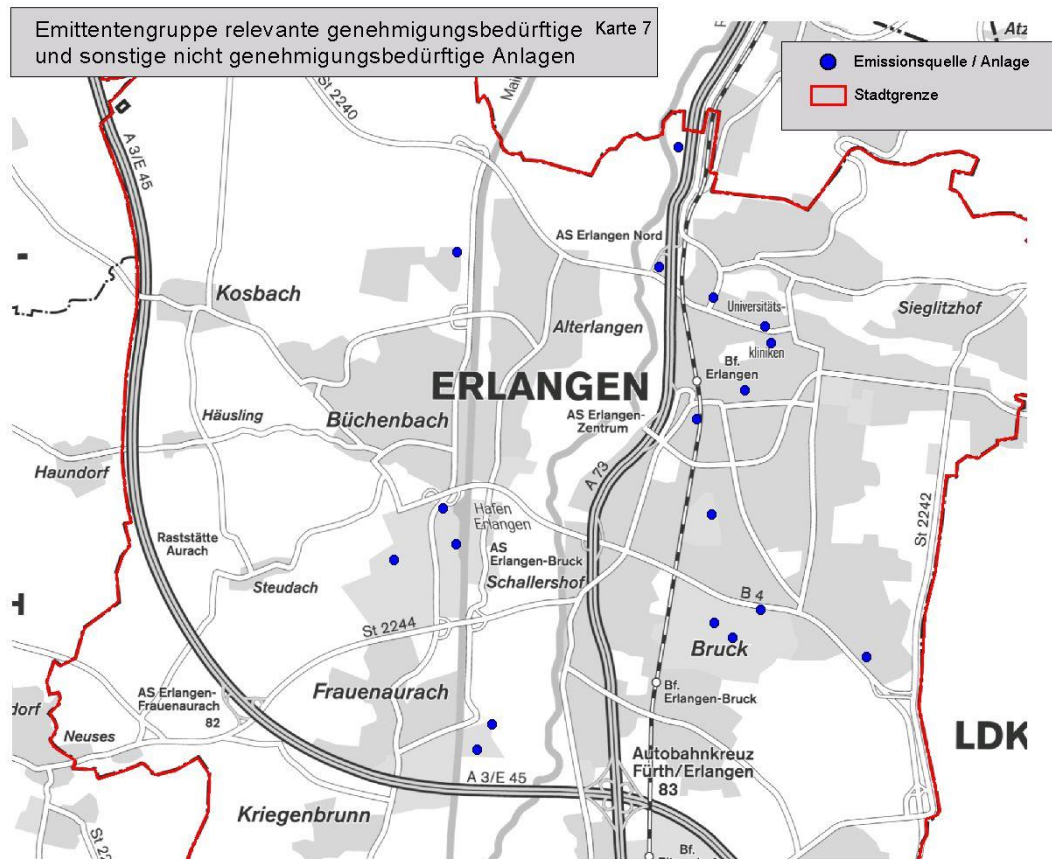 Emittentengruppe relevante genehmigungsbedürftige Karte 7
und sonstige nicht genehmigungsbedürftige Anlagen
Emissionsquelle / Anlage
Stadtgrenze
St 2240
A 3/E 45
AS Erlangen Nord
Kosbach
Alterlangen
Universitäts-
kliniken
Sieglitzhof
Bf.
Erlangen
ERLANGEN
Büchenbach
AS Erlangen-
Zentrum
Häusling
Haundorf
A 73
St 2242
Hafen
Erlangen
Raststätte
Aurach
AS
Erlangen-Bruck
Steudach
Schallershof
B 4
St 2244
Bruck
Frauenaurach
Bf.
Erlangen-Bruck
AS Erlangen-
Frauenaurach
82
dorf
Neuses
LDK
Autobahnkreuz
Fürth/Erlangen
83
A 3/E 45
Kriegenbrunn
St 22
Bf.